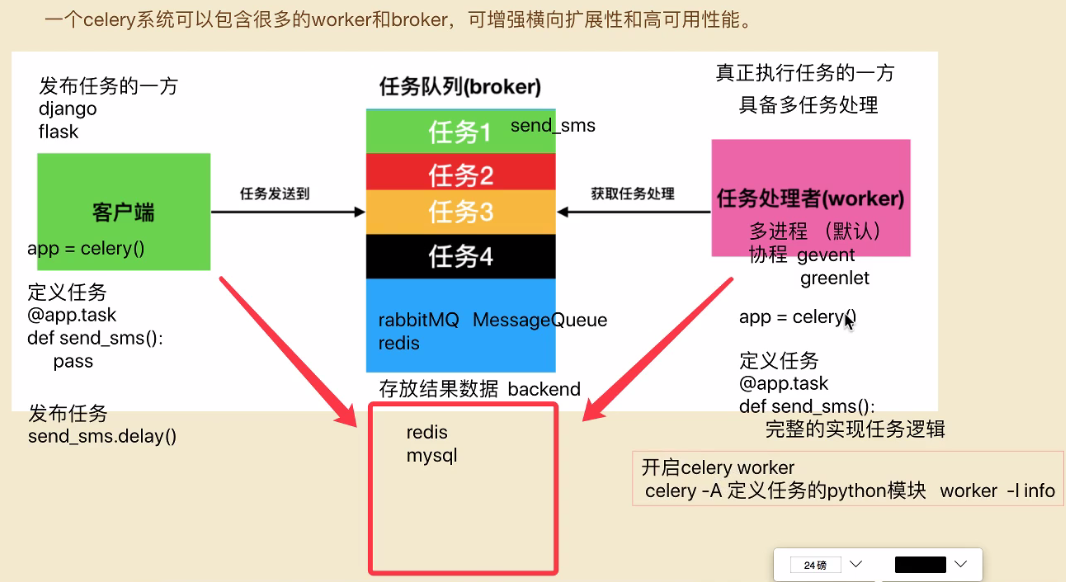 一个celery系统可以包含很多的worker和broker，可增强横向扩展性和高可用性能。
发布任务的一方
django
flask
客户端
app = celery()
定义任务
@app.task
def send_sms():
pass
发布任务
send_sms.delay()
任务发送到
任务队列(broker)
任务1 send_sms
任务2
任务3
任务4
rabbitMQ MessageQueue
redis
存放结果数据 backend
redis
mysql
获取任务处理
真正执行任务的一方
具备多任务处理
任务处理者(worker)
多进程 （默认）
协程 gevent
greenlet
app = celery()
定义任务
@app.task
def send_sms():
完整的实现任务逻辑
开启celery worker
celery -A 定义任务的python模块 worker -l info
24 磅